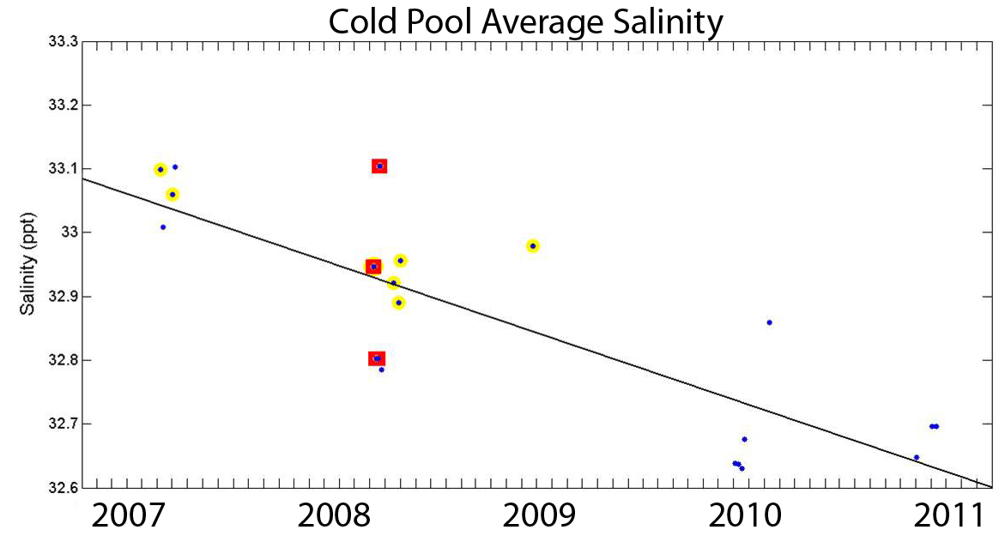 Cold Pool Average Salinity
33.3
33.2
33.1
33
32.9
32.8
32.7
32.6
Salinity (ppt)
2007 2008 2009 2010 2011